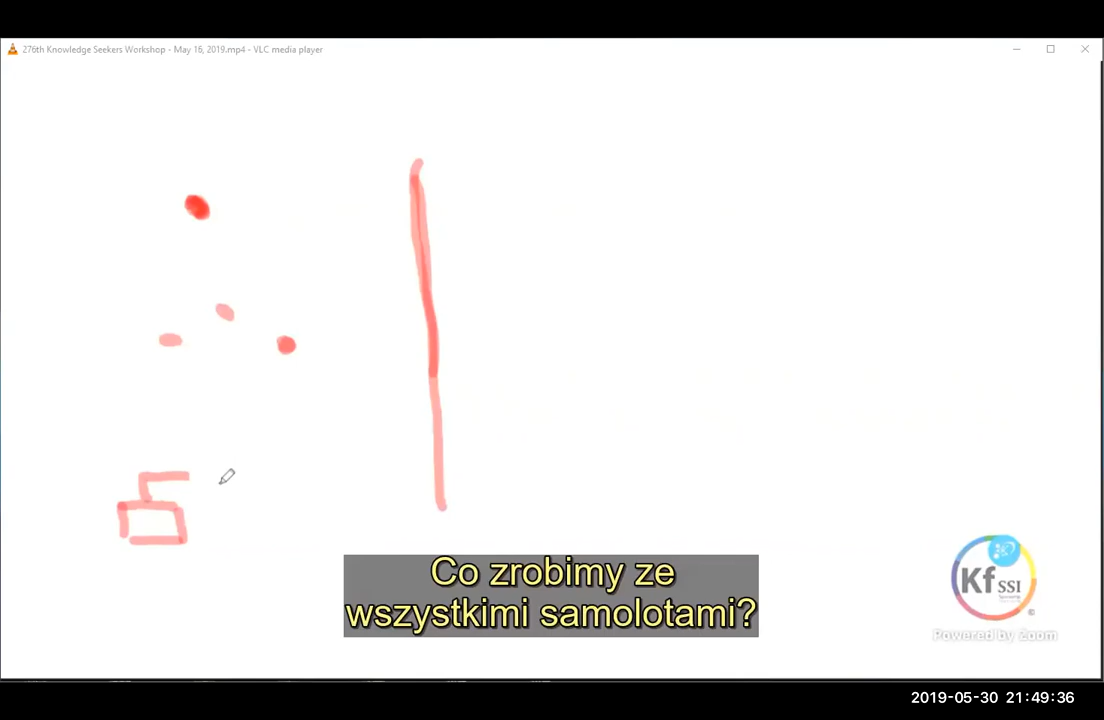 276th Knowledge Seekers Workshop - May 16, 2019.mp4 - VLC media player
Co zrobimy ze
wszystkimi samolotami?
Kf SSI
Powered by Zoom
2019-05-30 21:49:36